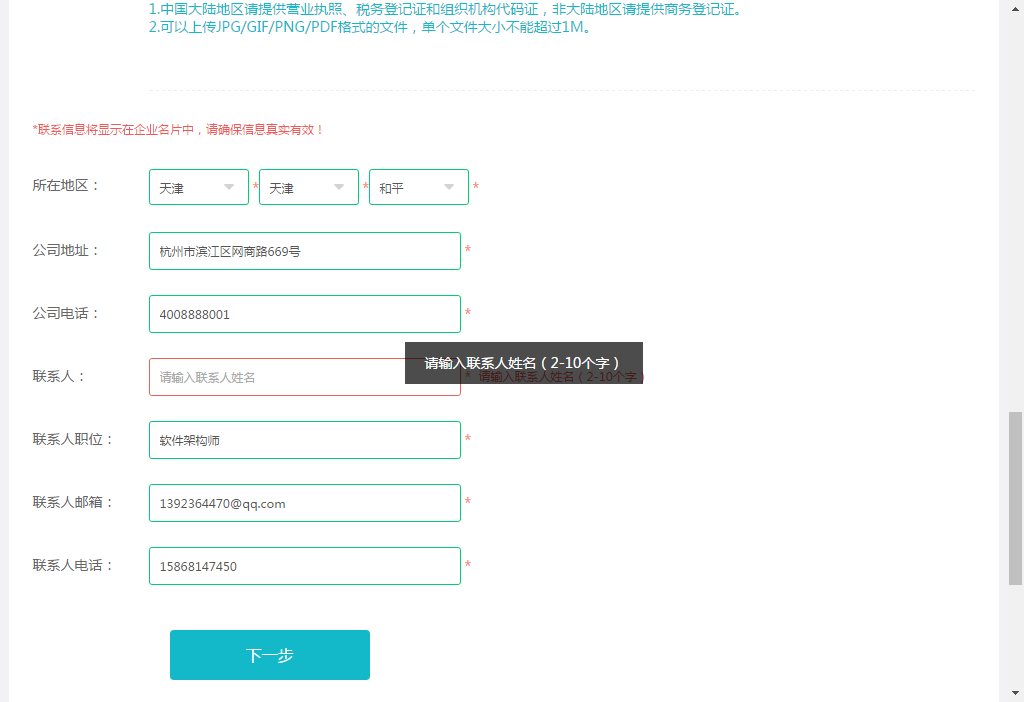 1.中国大陆地区请提供营业执照、税务登记证和组织机构代码证，非大陆地区请提供商务登记证。
2.可以上传JPG/GIF/PNG/PDF格式的文件，单个文件大小不能超过1M。
*联系信息将显示在企业名片中，请确保信息真实有效！
所在地区： 天津 * 天津 * 和平 *
公司地址： 杭州市滨江区网商路669号 *
公司电话： 4008888001 *
请输入联系人姓名（2-10个字）
联系人： 请输入联系人姓名 * 请输入联系人姓名（2-10个字）
联系人职位： 软件架构师 *
联系人邮箱： 1392364470@qq.com *
联系人电话： 15868147450 *
下一步